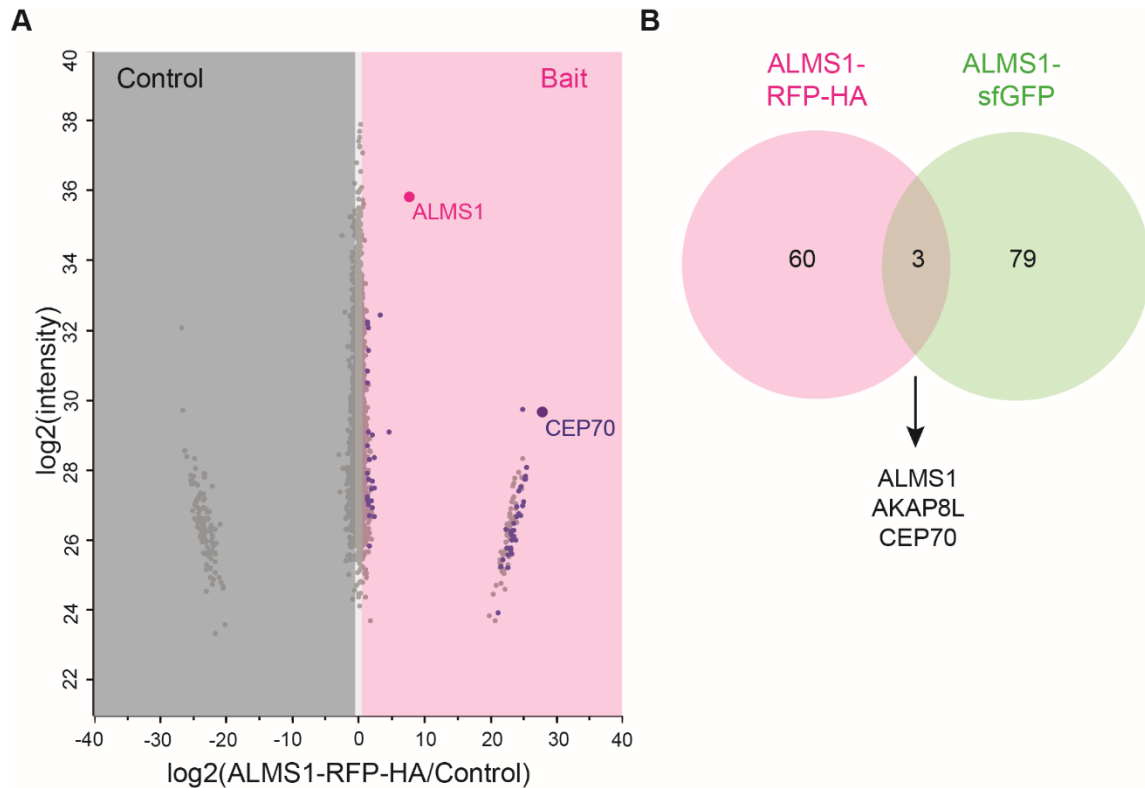 A
Control
Bait
40
38
36
34
32
30
28
26
24
22
log2(intensity)
ALMS1
CEP70
-40
-30
-20
-10
0
10
20
30
40
log2(ALMS1-RFP-HA/Control)
B
ALMS1-
RFP-HA
ALMS1-
sfGFP
60
3
79
ALMS1
AKAP8L
CEP70